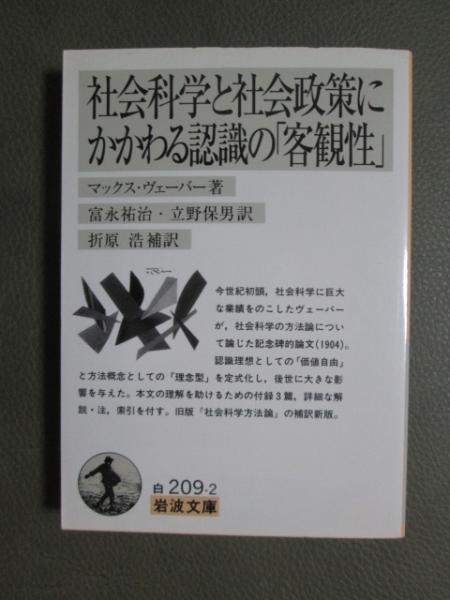 社会科学と社会政策に
かかわる認識の「客観性」
マックス・ヴェーバー著
富永祐治・立野保男訳
折原 浩補訳
今世紀初頭，社会科学に巨大
な業績をのこしたヴェーバー
が，社会科学の方法論につい
て論じた記念碑的論文(1904)。
認識理想としての「価値自由」
と方法概念としての「理念型」を定式化し，後世に大きな影
響を与えた。本文の理解を助けるための付録3篇，詳細な解
説・注，索引を付す。旧版「社会科学方法論」の補訳新版。
白 209-2
岩波文庫